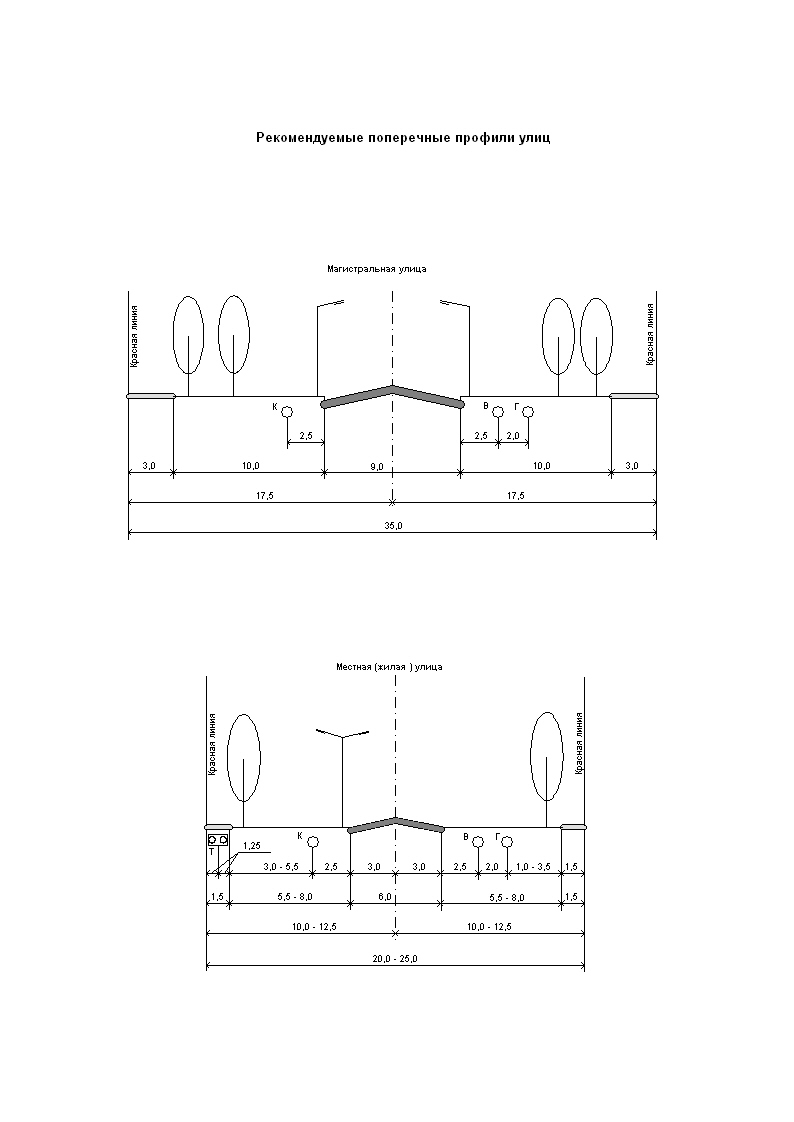 Рекомендуемые поперечные профили улиц
Магистральная улица
Красная линия
Красная линия
К
В
Г
2,5
2,5
2,0
3,0
10,0
9,0
10,0
3,0
17,5
17,5
35,0
Местная (жилая ) улица
Красная линия
Красная линия
К
В
Г
Т
1,25
3,0 - 5,5
2,5
3,0
3,0
2,5
2,0
1,0 - 3,5
1,5
1,5
5,5 - 8,0
6,0
5,5 - 8,0
1,5
10,0 - 12,5
10,0 - 12,5
20,0 - 25,0